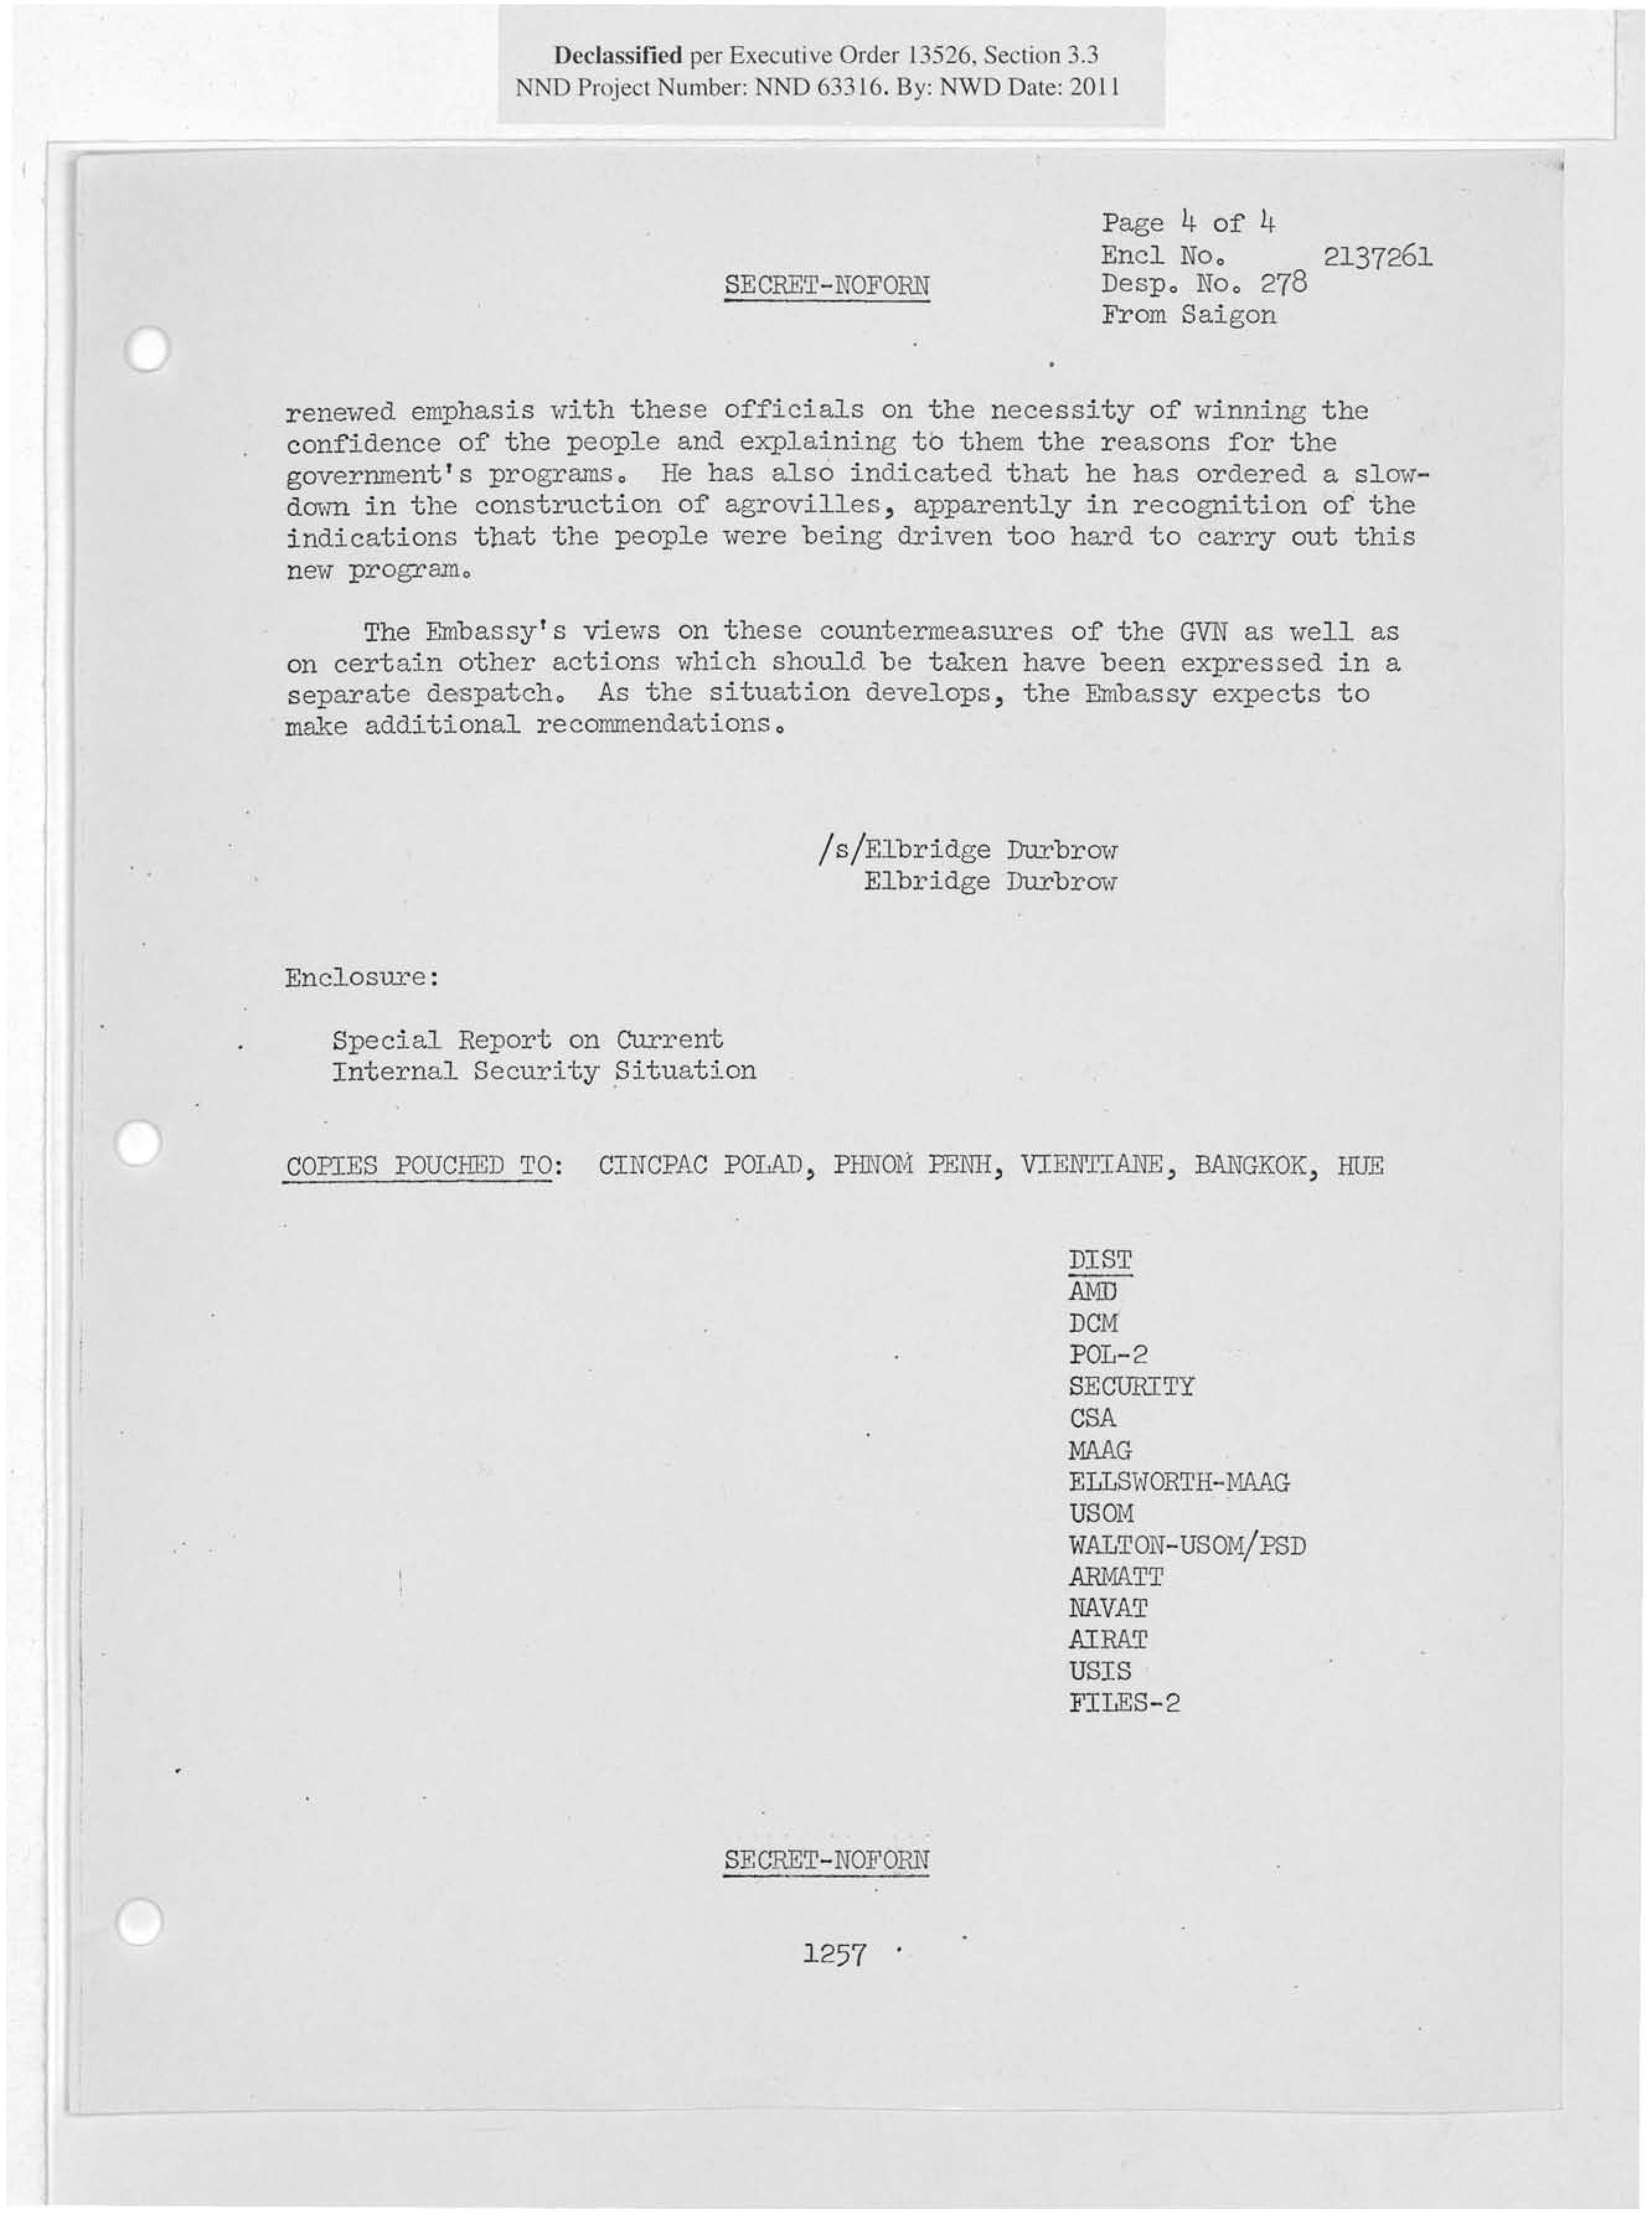 Declassified per Executive Order 13526, Section 3.3
NND Project Number: NND 63316. By: NWD Date: 2011
Page 4 of 4
Encl No. 2137261
SECRET-NOFORN
Desp. No. 278
From Saigon
renewed emphasis with these officials on the necessity of winning the
confidence of the people and explaining to them the reasons for the
government's programs. He has also indicated that he has ordered a slow-
down in the construction of agrovilles, apparently in recognition of the
indications that the people were being driven too hard to carry out this
new program.
The Embassy's views on these countermeasures of the GVN as well as
on certain other actions which should be taken have been expressed in a
separate despatch. As the situation develops, the Embassy expects to
make additional recommendations.
/s/Elbridge Durbrow
Elbridge Durbrow
Enclosure:
Special Report on Current
Internal Security Situation
COPIES POUCHED TO: CINCPAC POLAD, PHNOM PENH, VIENTIANE, BANGKOK, HUE
DIST
AMD
DCM
POL-2
SECURITY
CSA
MAAG
ELLSWORTH-MAAG
USOM
WALTON-USOM/PSD
ARMATT
NAVAT
AIRAT
USIS
FILES-2
SECRET-NOFORN
1257